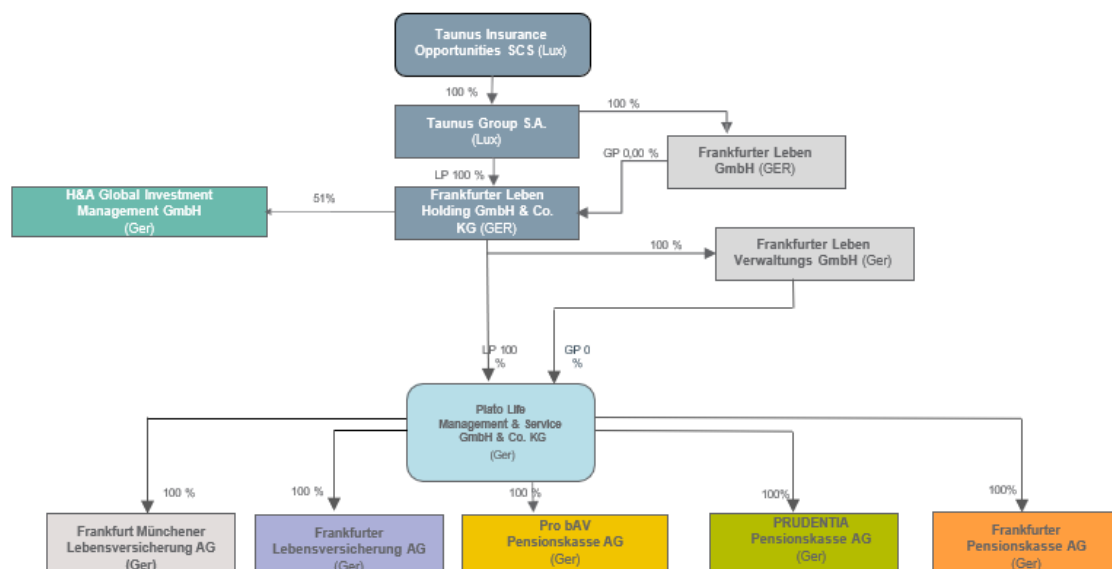 Taunus Insurance
Opportunities SCS (Lux)
100 %
100 %
Taunus Group S.A.
(Lux)
GP 0,00 %
Frankfurter Leben
GmbH (GER)
LP 100 %
H&A Global Investment
Management GmbH
(Ger)
51%
Frankfurter Leben
Holding GmbH & Co.
KG (GER)
100 %
Frankfurter Leben
Verwaltungs GmbH (Ger)
LP 100
%
GP 0
%
Plato Life
Management & Service
GmbH & Co. KG
(Ger)
100 %
100 %
100 %
100%
100%
Frankfurt Münchener
Lebensversicherung AG
(Ger)
Frankfurter
Lebensversicherung AG
(Ger)
Pro bAV
Pensionskasse AG
(Ger)
PRUDENTIA
Pensionskasse AG
(Ger)
Frankfurter
Pensionskasse AG
(Ger)